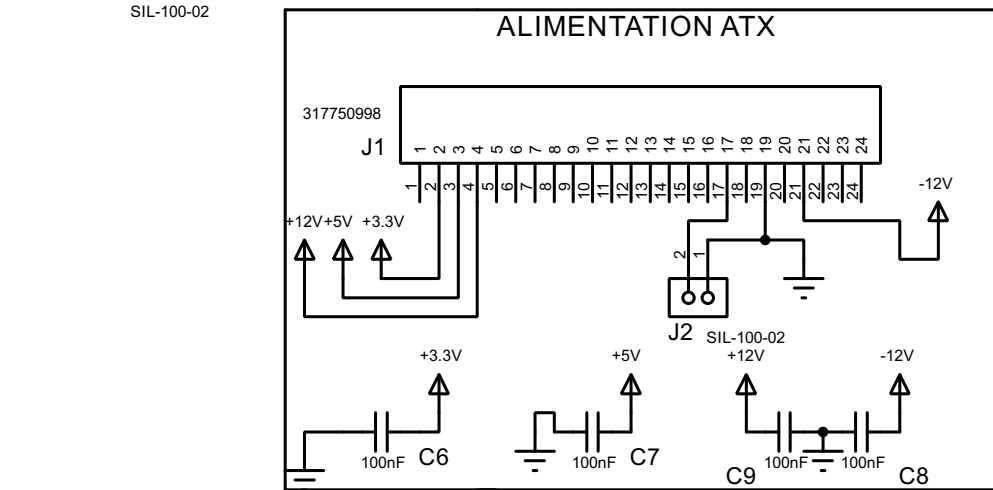 SIL-100-02
ALIMENTATION ATX
317750998
J1
1 2 3 4 5 6 7 8 9 10 11 12 13 14 15 16 17 18 19 20 21 22 23 24
1 2 3 4 5 6 7 8 9 10 11 12 13 14 15 16 17 18 19 20 21 22 23 24
-12V
+12V +5V +3.3V
2 1
J2 SIL-100-02
+3.3V +5V +12V -12V
100nF C6 100nF C7 100nF 100nF
C9 C8